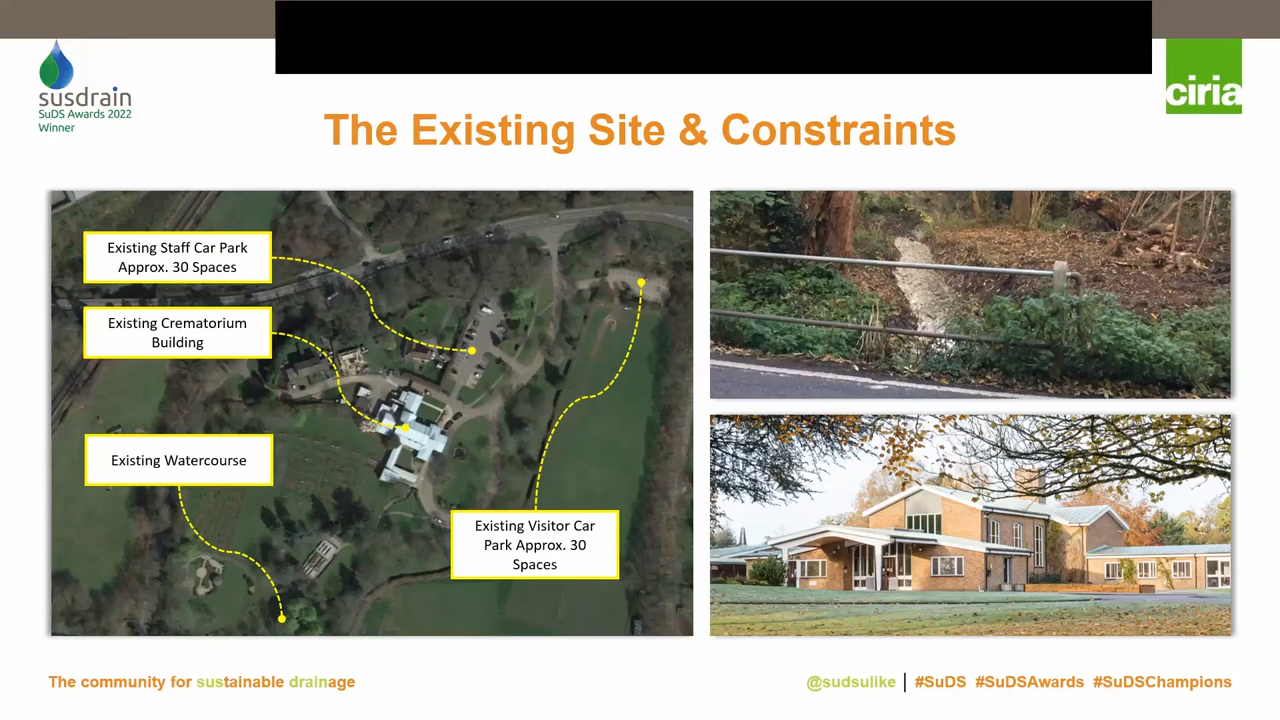 susdrain
SuDS Awards 2022
Winner
ciria
The Existing Site & Constraints
Existing Staff Car Park
Approx. 30 Spaces
Existing Crematorium
Building
Existing Watercourse
Existing Visitor Car
Park Approx. 30
Spaces
The community for sustainable drainage
@sudsulike | #SuDS #SuDSAwards #SuDSChampions